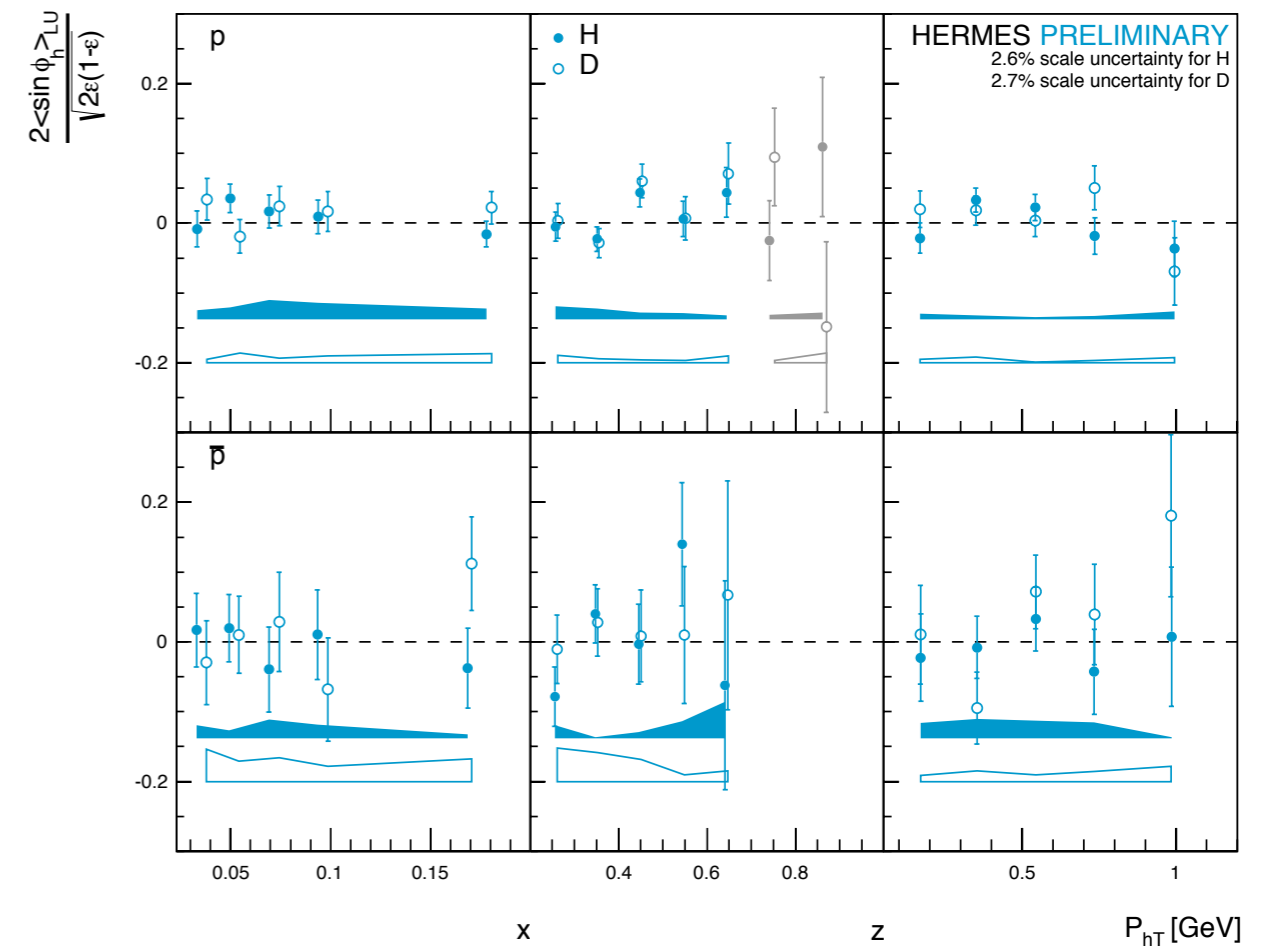 2<sin ϕh>LU
√2ε(1-ε)
p
H
D
HERMES PRELIMINARY
2.6% scale uncertainty for H
2.7% scale uncertainty for D
0.2
0
-0.2
p̅
0.2
0
-0.2
0.05 0.1 0.15 0.4 0.6 0.8 0.5 1
x z PhT [GeV]